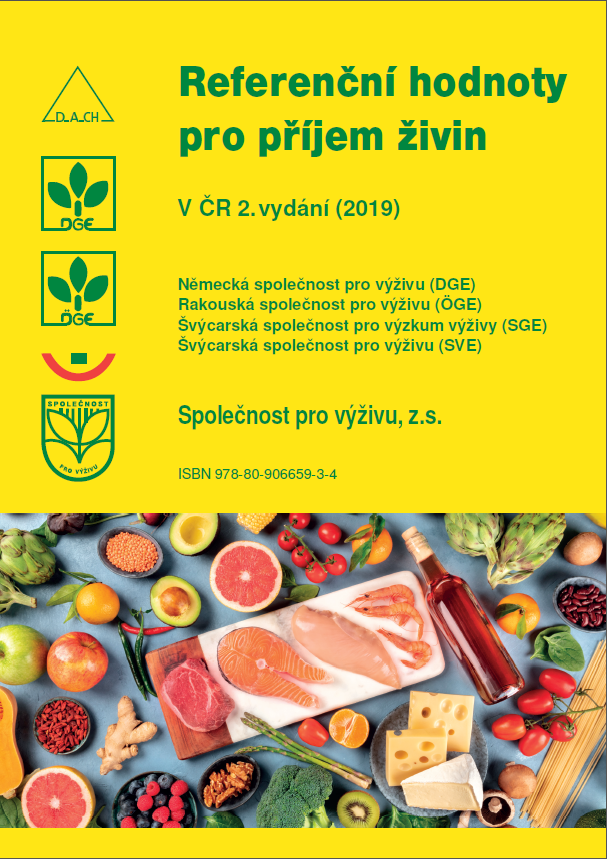 D_A_CH
Referenční hodnoty
pro příjem živin
V ČR 2. vydání (2019)
DGE
ÖGE
Německá společnost pro výživu (DGE)
Rakouská společnost pro výživu (ÖGE)
Švýcarská společnost pro výzkum výživy (SGE)
Švýcarská společnost pro výživu (SVE)
SPOLEČNOST
PRO VÝŽIVU
Společnost pro výživu, z.s.
ISBN 978-80-906659-3-4